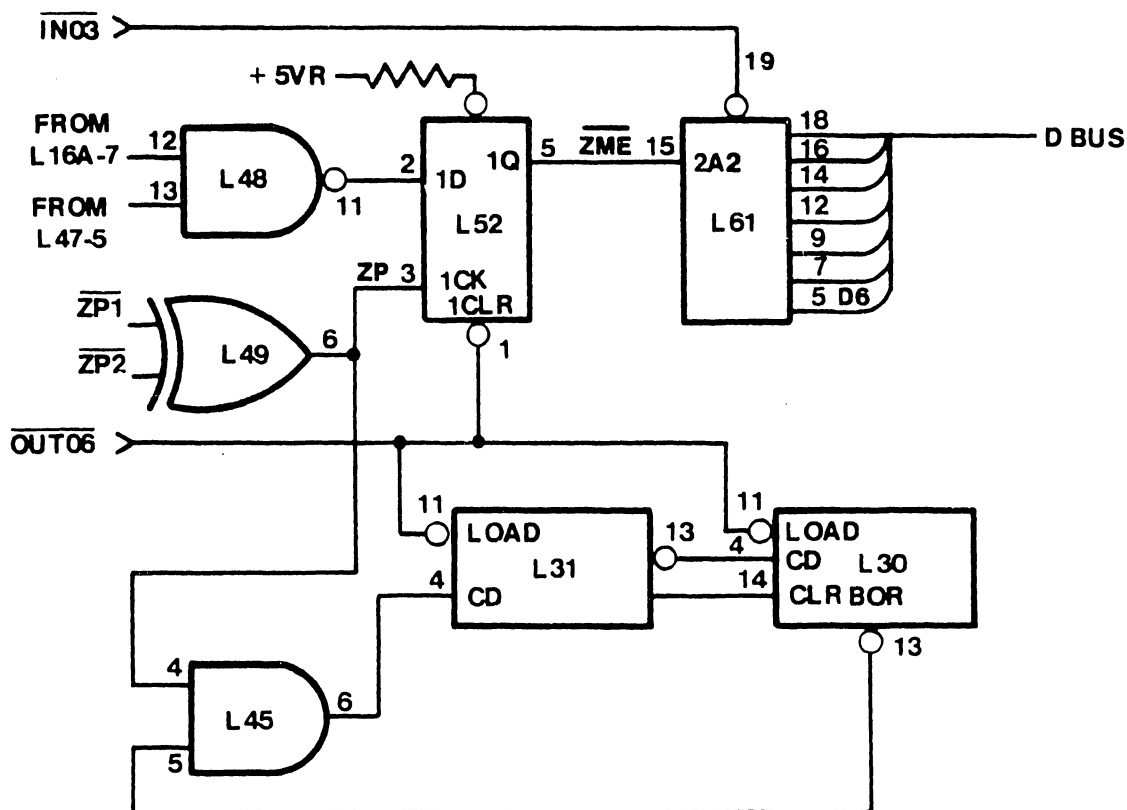 IN03
19
+ 5VR
FROM
L16A-7
12
13
FROM
L47-5
L48
11
2
1D
1Q
L52
1CK
1CLR
1
5
ZME
15
2A2
L61
18
16
14
12
9
7
5 D6
D BUS
ZP 3
ZP1
ZP2
L49
6
OUT06
11
LOAD
L31
4
CD
13
4
14
11
LOAD
CD
L30
CLR BOR
13
4
L45
5
6